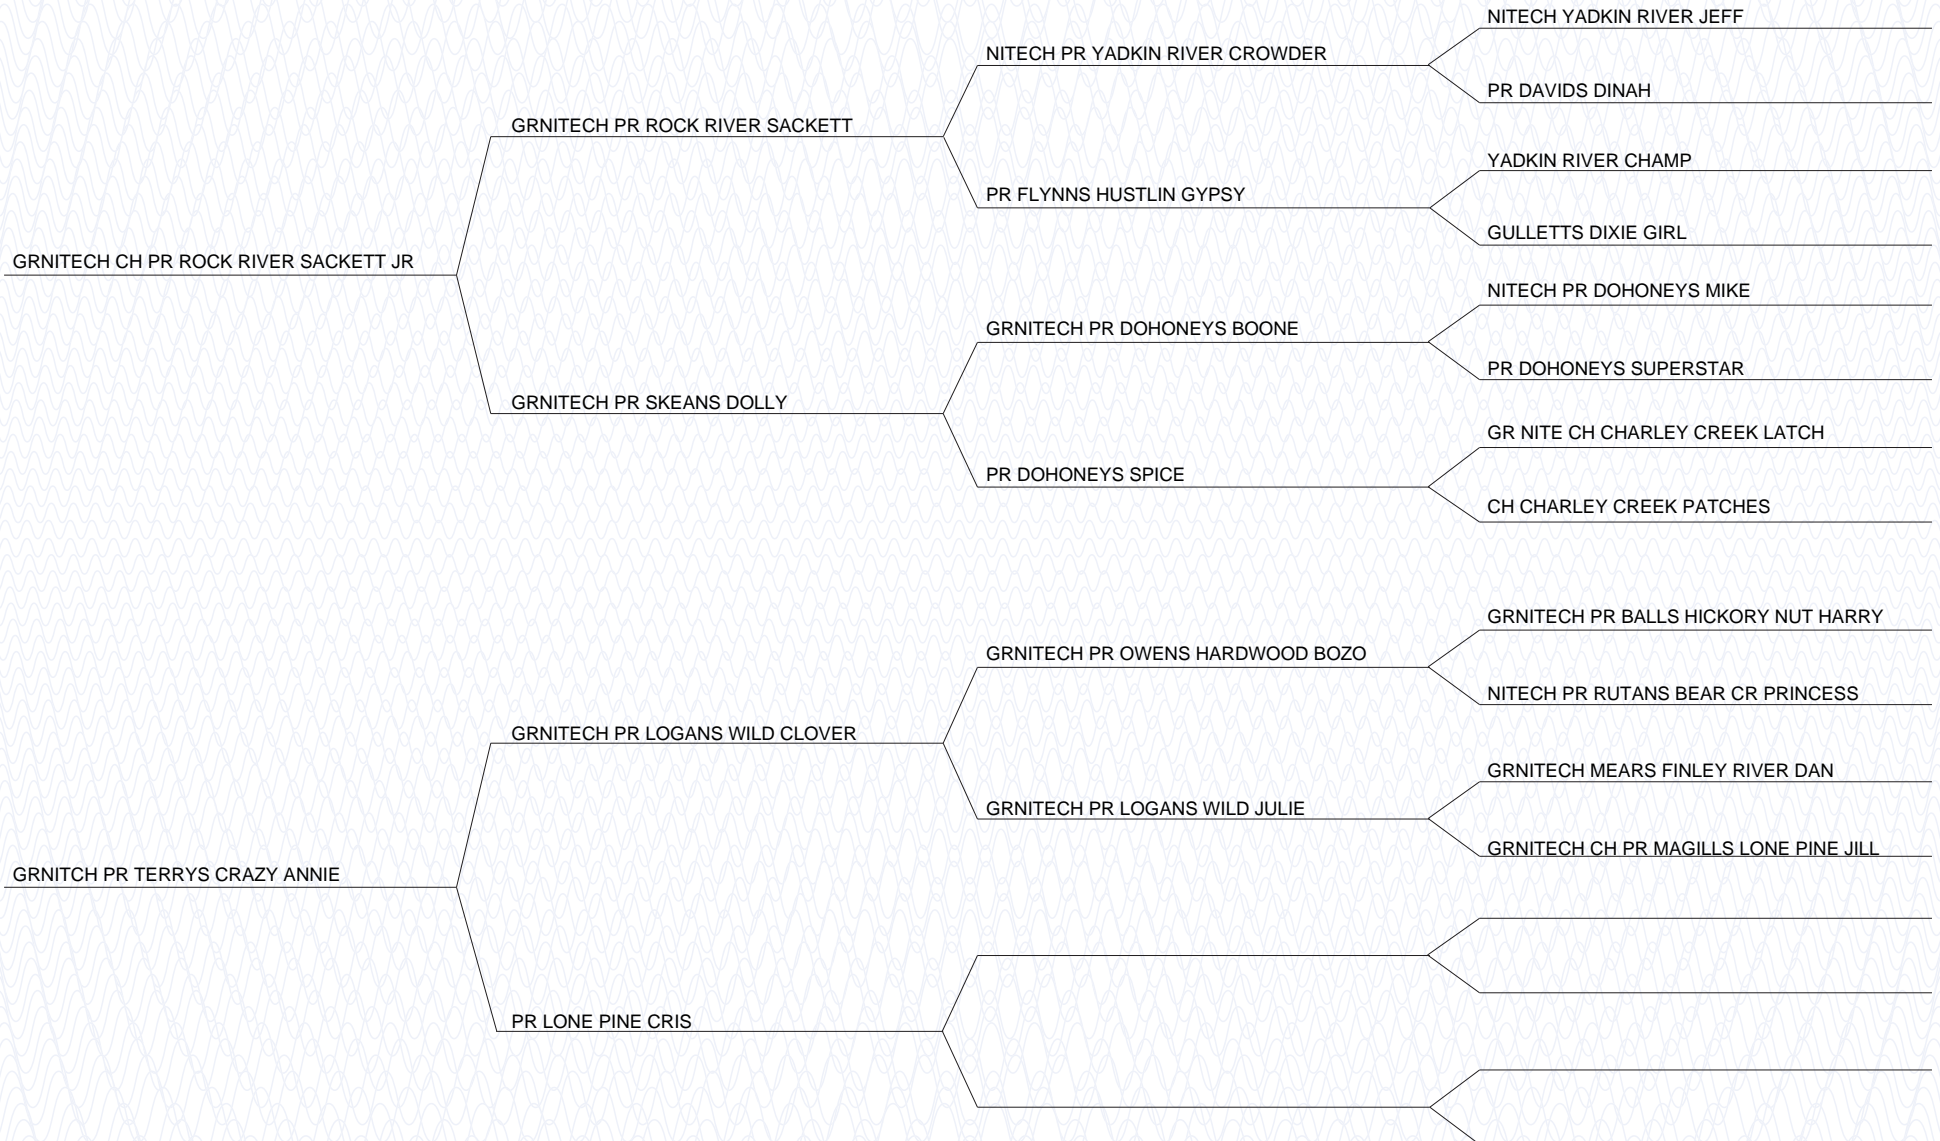 NITECH YADKIN RIVER JEFF
NITECH PR YADKIN RIVER CROWDER
PR DAVIDS DINAH
GRNITECH PR ROCK RIVER SACKETT
YADKIN RIVER CHAMP
PR FLYNNS HUSTLIN GYPSY
GULLETTS DIXIE GIRL
GRNITECH CH PR ROCK RIVER SACKETT JR
NITECH PR DOHONEYS MIKE
GRNITECH PR DOHONEYS BOONE
PR DOHONEYS SUPERSTAR
GRNITECH PR SKEANS DOLLY
GR NITE CH CHARLEY CREEK LATCH
PR DOHONEYS SPICE
CH CHARLEY CREEK PATCHES
GRNITECH PR BALLS HICKORY NUT HARRY
GRNITECH PR OWENS HARDWOOD BOZO
NITECH PR RUTANS BEAR CR PRINCESS
GRNITECH PR LOGANS WILD CLOVER
GRNITECH MEARS FINLEY RIVER DAN
GRNITECH PR LOGANS WILD JULIE
GRNITECH CH PR MAGILLS LONE PINE JILL
GRNITCH PR TERRYS CRAZY ANNIE
PR LONE PINE CRIS